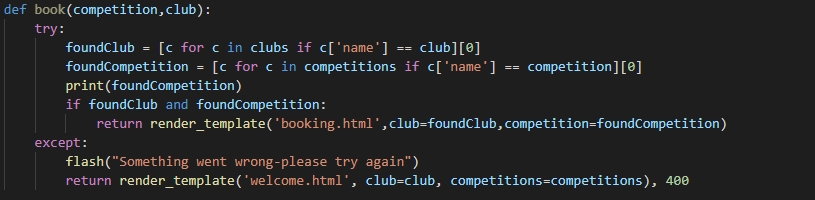 def book(competition,club):
    try:
        foundClub = [c for c in clubs if c['name'] == club][0]
        foundCompetition = [c for c in competitions if c['name'] == competition][0]
        print(foundCompetition)
        if foundClub and foundCompetition:
            return render_template('booking.html',club=foundClub,competition=foundCompetition)
    except:
        flash("Something went wrong-please try again")
        return render_template('welcome.html', club=club, competitions=competitions), 400